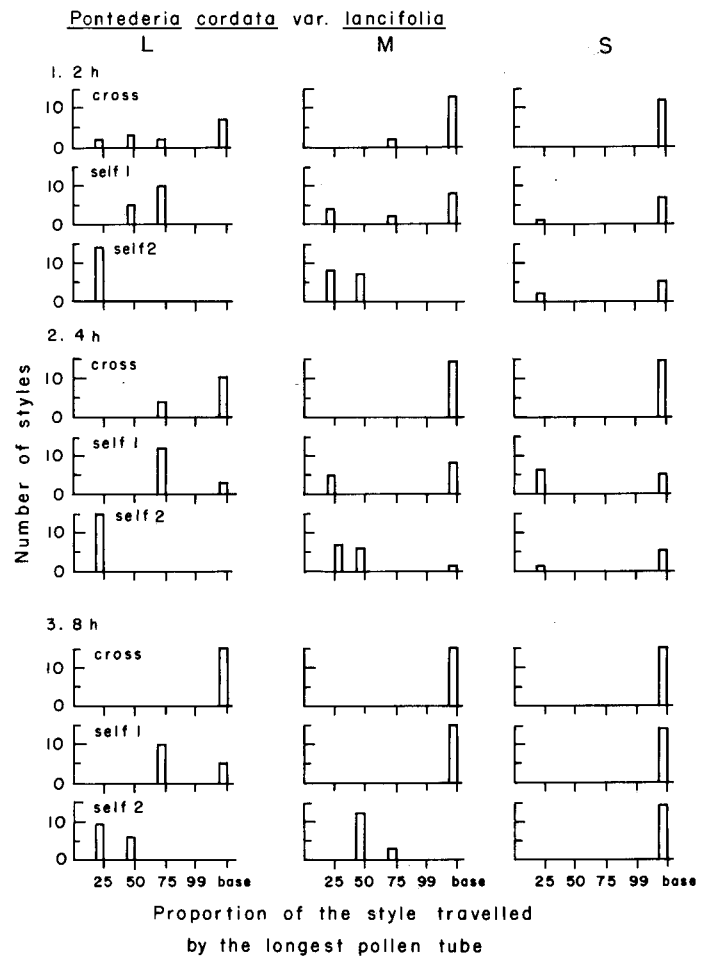 Pontederia cordata var. lancifolia
L M S
1. 2 h
cross
10
0
self 1
10
0
self 2
10
0
2. 4 h
cross
10
0
self 1
10
0
self 2
10
0
3. 8 h
cross
10
0
self 1
10
0
self 2
10
0
Number of styles
25 50 75 99 base 25 50 75 99 base 25 50 75 99 base
Proportion of the style travelled
by the longest pollen tube